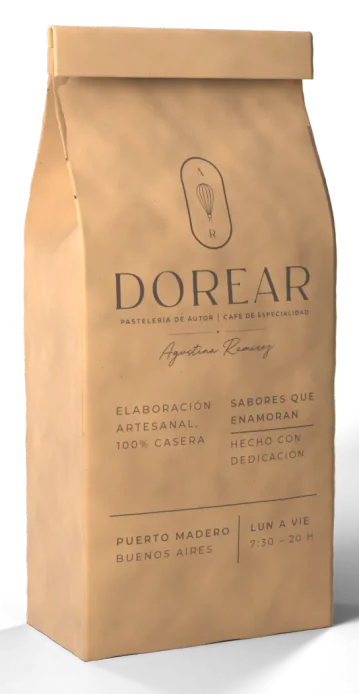 A
R
DOREAR
PASTELERÍA DE AUTOR | CAFÉ DE ESPECIALIDAD
Agustina Ramirez
ELABORACIÓN
ARTESANAL,
100% CASERA
SABORES QUE
ENAMORAN
HECHO CON
DEDICACIÓN
PUERTO MADERO
BUENOS AIRES
LUN A VIE
7:30 – 20 H